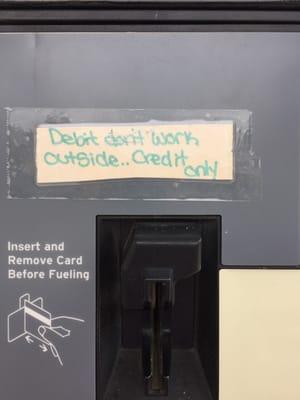 Debit don't work
outside.. Credit
only
Insert and
Remove Card
Before Fueling